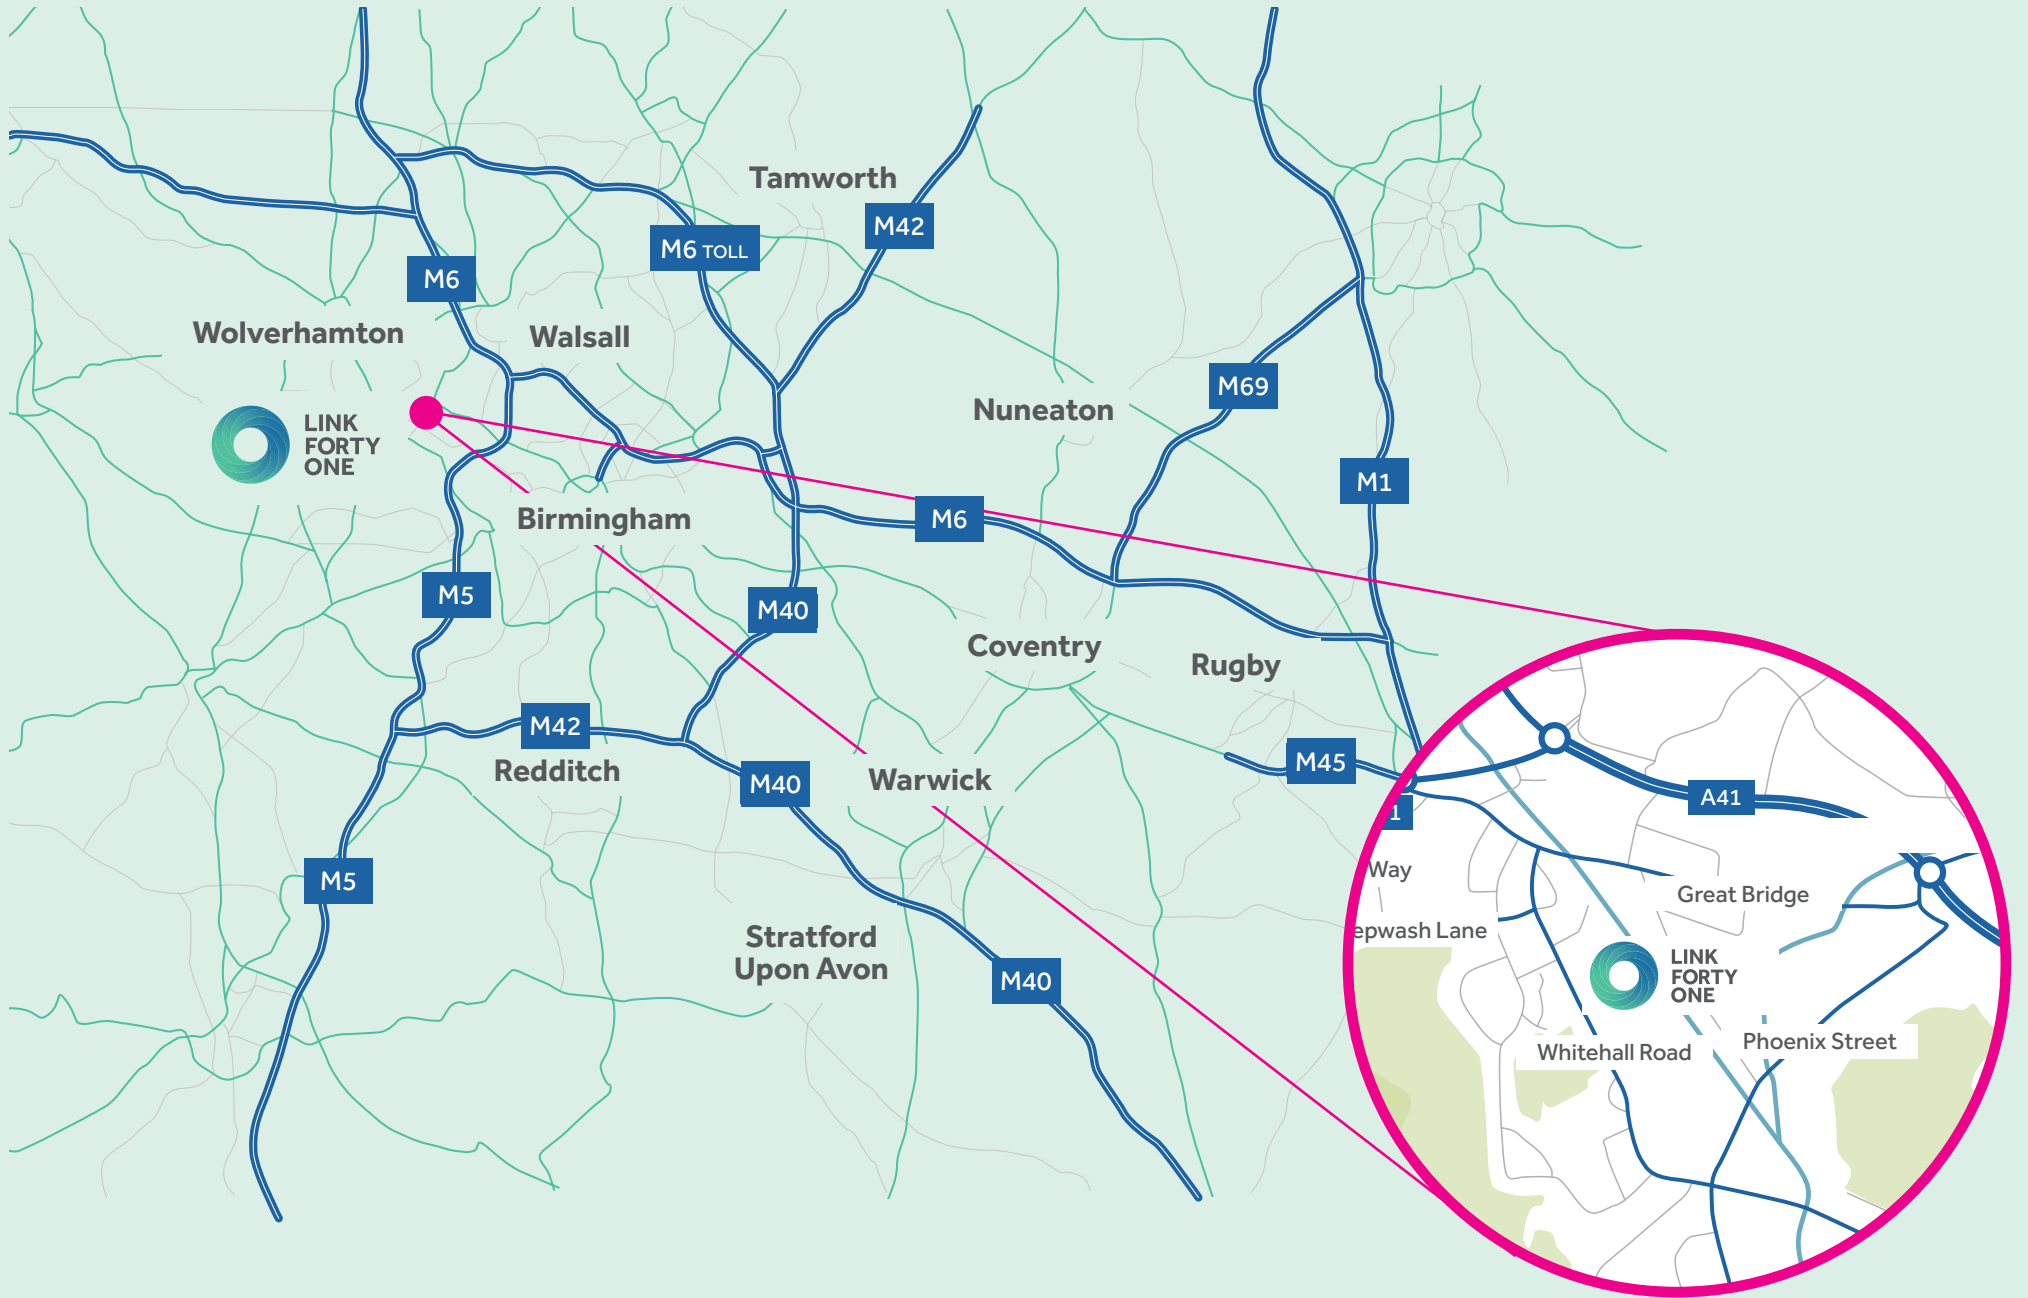 Tamworth
M42
M6 TOLL
M6
Wolverhamton
Walsall
M69
Nuneaton
LINK
FORTY
ONE
M1
Birmingham
M6
M5
M40
Coventry
Rugby
M42
Redditch
M40
Warwick
M45
A41
1
Way
Great Bridge
epwash Lane
M5
Stratford
Upon Avon
M40
LINK
FORTY
ONE
Whitehall Road
Phoenix Street